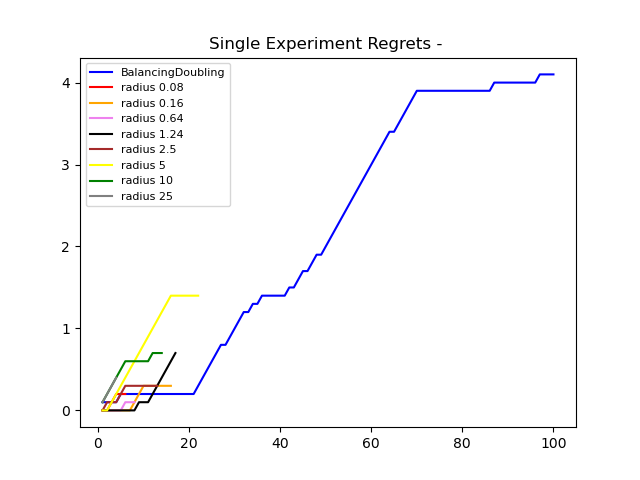 Single Experiment Regrets -
BalancingDoubling
radius 0.08
radius 0.16
radius 0.64
radius 1.24
radius 2.5
radius 5
radius 10
radius 25
4
3
2
1
0
0 20 40 60 80 100